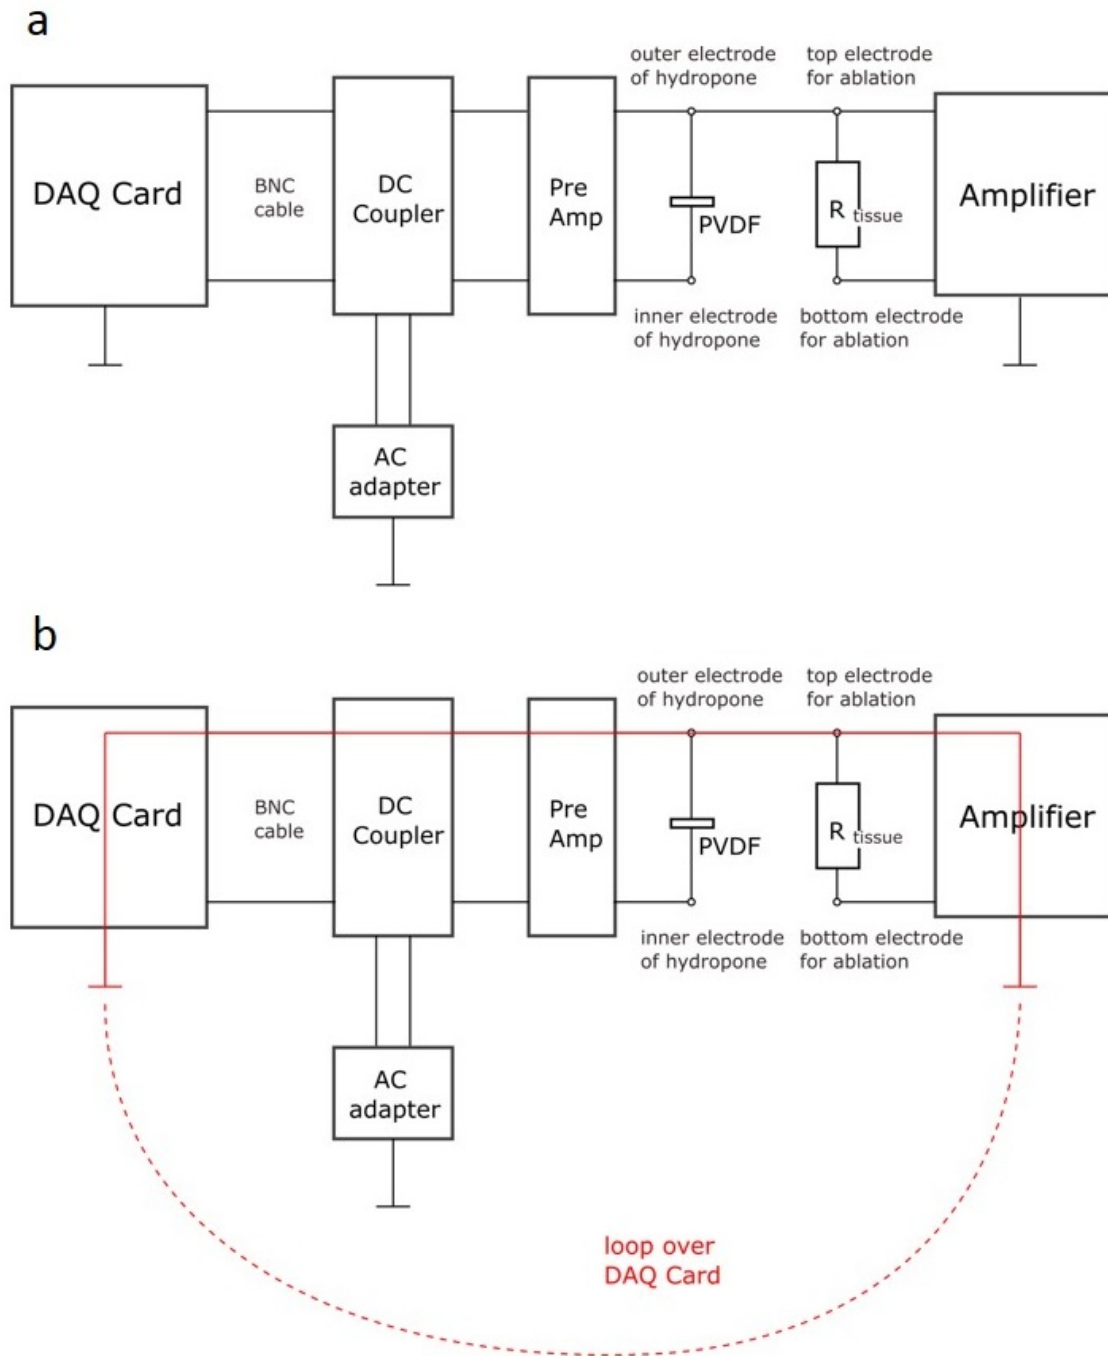 a
outer electrode
of hydropone
top electrode
for ablation
DAQ Card
BNC
cable
DC
Coupler
Pre
Amp
PVDF
R tissue
Amplifier
inner electrode
of hydropone
bottom electrode
for ablation
AC
adapter
b
outer electrode
of hydropone
top electrode
for ablation
DAQ Card
BNC
cable
DC
Coupler
Pre
Amp
PVDF
R tissue
Amplifier
inner electrode
of hydropone
bottom electrode
for ablation
AC
adapter
loop over
DAQ Card